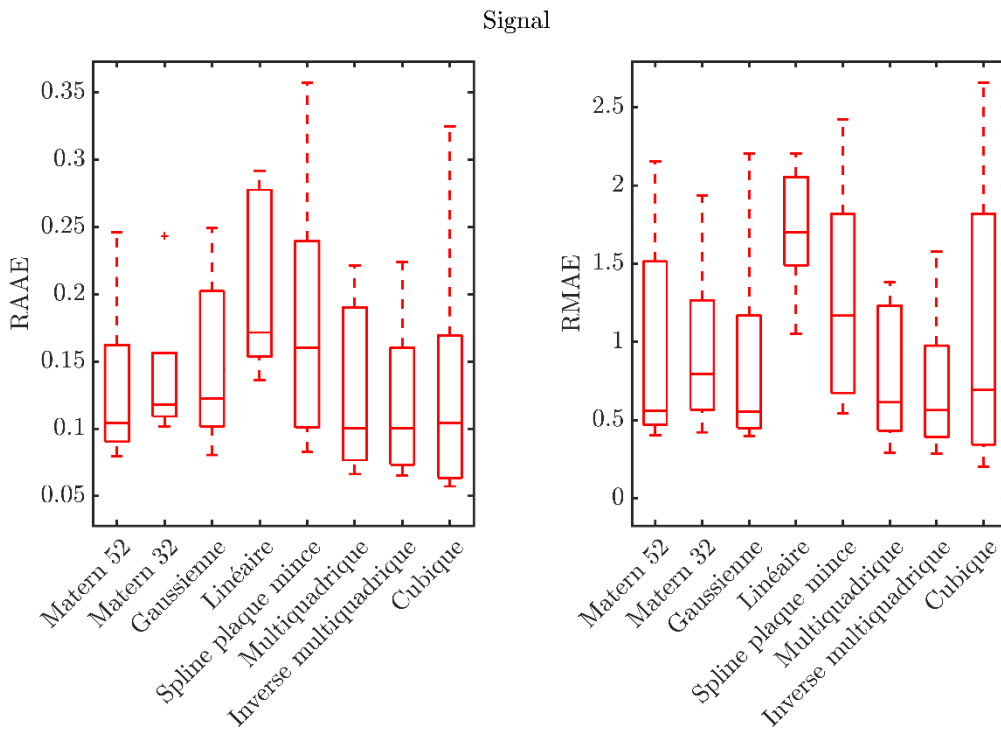 Signal
RAAE
0.35
0.3
0.25
0.2
0.15
0.1
0.05
Matern 52
Matern 32
Gaussienne
Linéaire
Spline plaque mince
Multiquadrique
Inverse multiquadrique
Cubique
RMAE
2.5
2
1.5
1
0.5
0
Matern 52
Matern 32
Gaussienne
Linéaire
Spline plaque mince
Multiquadrique
Inverse multiquadrique
Cubique